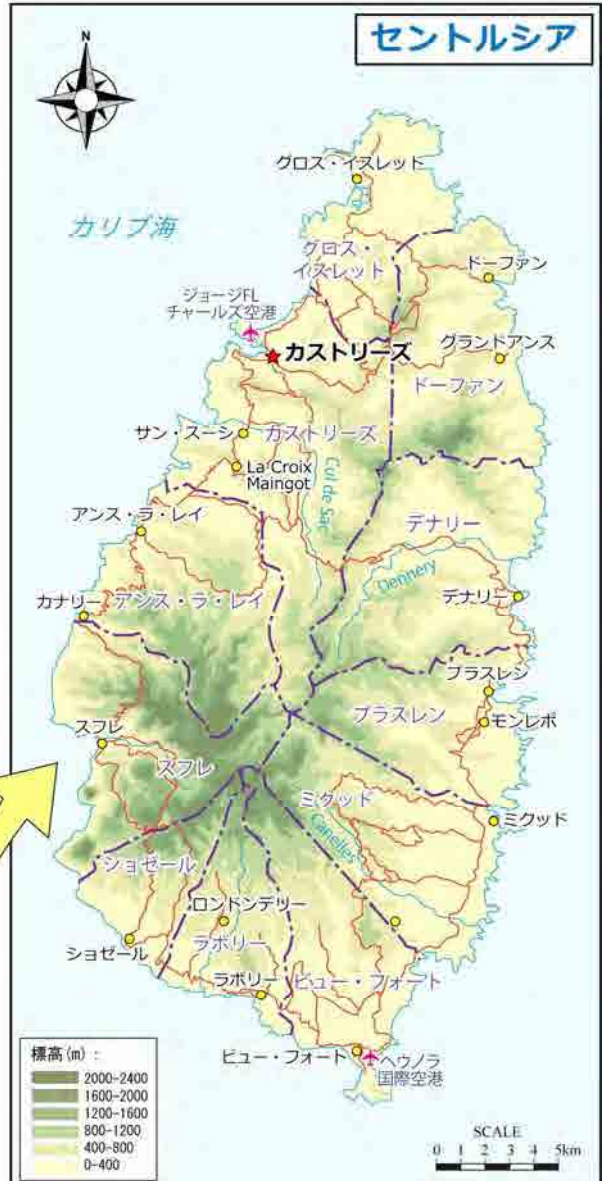 セントルシア
N
グロス・イスレット
カリブ海
グロス・
イスレット
ドーファン
ジョージFL
チャールズ空港
カストリーズ
グランドアンス
ドーファン
サン・スーシ
カストリーズ
La Croix
Maingot
Cul de Sac
アンス・ラ・レイ
デナリー
Dennery
カナリー
アンス・ラ・レイ
デナリー
プラスレン
プラスレン
モンレポ
スフレ
スフレ
ミクッド
ミクッド
Canelles
ショゼール
ロンドンデリー
ショゼール
ラボリー
ラボリー
ビュー・フォート
ビュー・フォート
ヘウノラ
国際空港
標高(m) :
2000-2400
1600-2000
1200-1600
800-1200
400-800
0-400
SCALE
0 1 2 3 4 5km